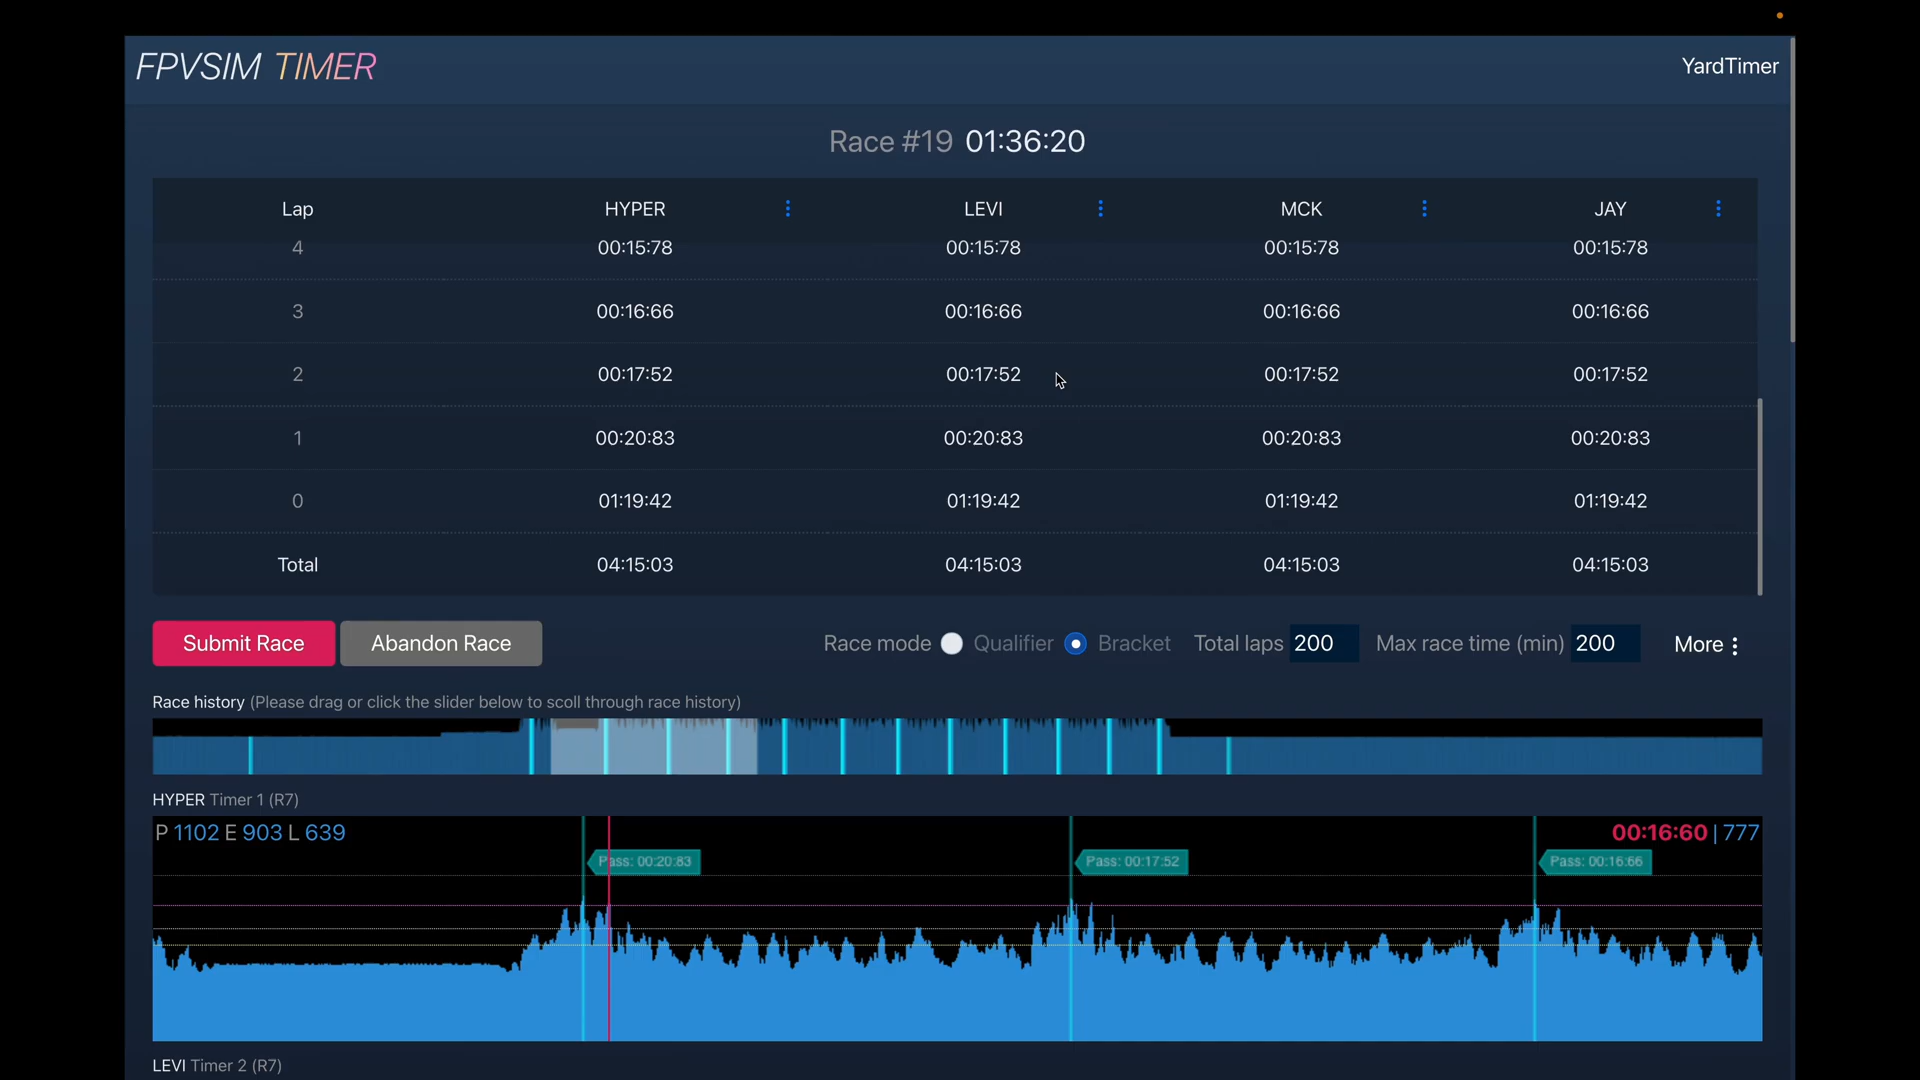 FPVSIM TIMER
YardTimer
Race #19 01:36:20
Lap HYPER LEVI MCK JAY
4 00:15:78 00:15:78 00:15:78 00:15:78
3 00:16:66 00:16:66 00:16:66 00:16:66
2 00:17:52 00:17:52 00:17:52 00:17:52
1 00:20:83 00:20:83 00:20:83 00:20:83
0 01:19:42 01:19:42 01:19:42 01:19:42
Total 04:15:03 04:15:03 04:15:03 04:15:03
Submit Race Abandon Race Race mode Qualifier Bracket Total laps 200 Max race time (min) 200 More
Race history (Please drag or click the slider below to scoll through race history)
HYPER Timer 1 (R7)
P 1102 E 903 L 639 00:16:60 | 777
Pass: 00:20:83 Pass: 00:17:52 Pass: 00:16:66
LEVI Timer 2 (R7)